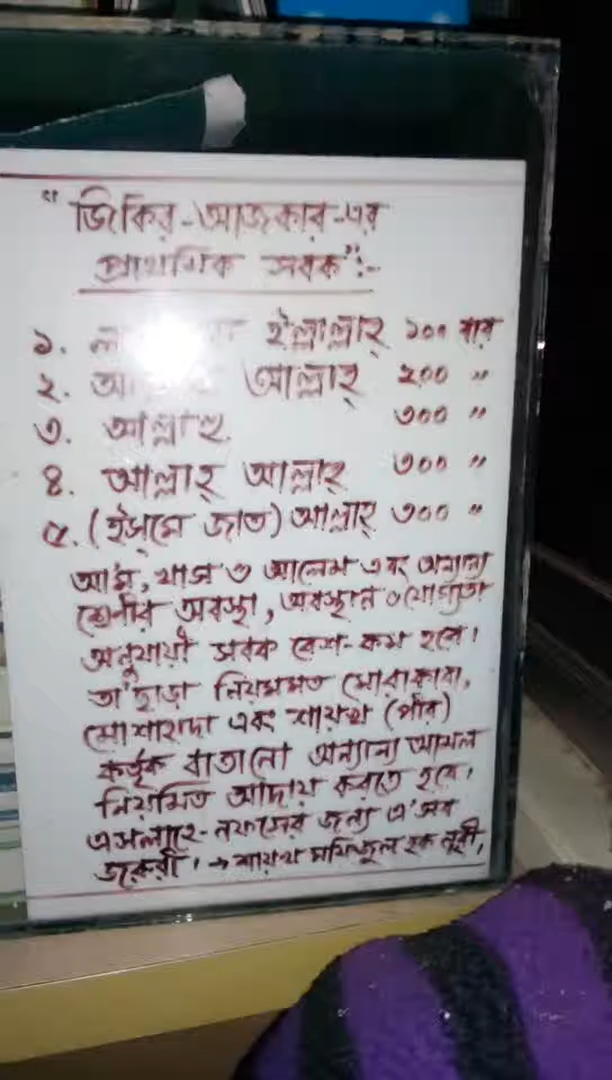 "জিকির-আজকার-এর
প্রাথমিক সবক":-
১. ইল্লাল্লাহ্ ১০০ বার
২. আল্লাহ্ ২০০ "
৩. আল্লাহু ৩০০ "
৪. আল্লাহ্ আল্লাহ্ ৩০০ "
৫. (ইস্মে জাত) আল্লাহ্ ৩০০ "
আম, খাস ও আলেম এবং অন্যান্য
শ্রেণীর অবস্থা, অবস্থান ও যোগ্যতা
অনুযায়ী সবক বেশ-কম হবে।
তা'ছাড়া নিয়মমত মোরাকাবা,
মোশাহাদা এবং শায়খ (পীর)
কর্তৃক বাতানো অন্যান্য আমল
নিয়মিত আদায় করতে হবে।
এসলাহে-নফসের জন্য এ'সব
জরুরী। → শায়খ মফিজুল হক নূরী,